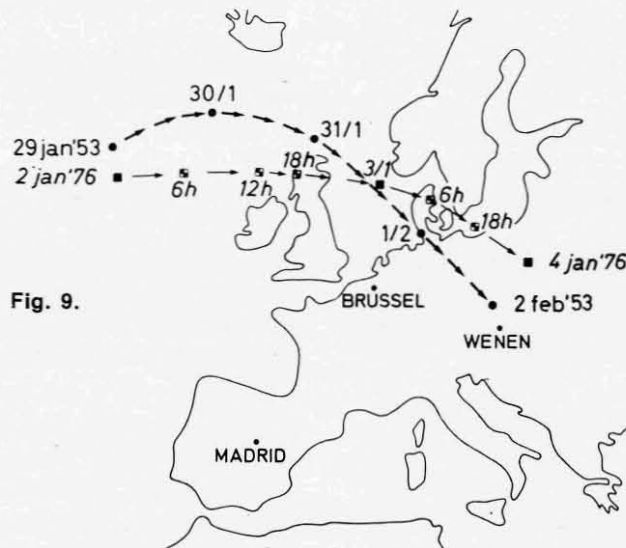 30/1
31/1
29 jan'53
2 jan'76
6h
12h
18h
3/1
6h
18h
1/2
4 jan'76
Fig. 9.
BRUSSEL
2 feb'53
WENEN
MADRID